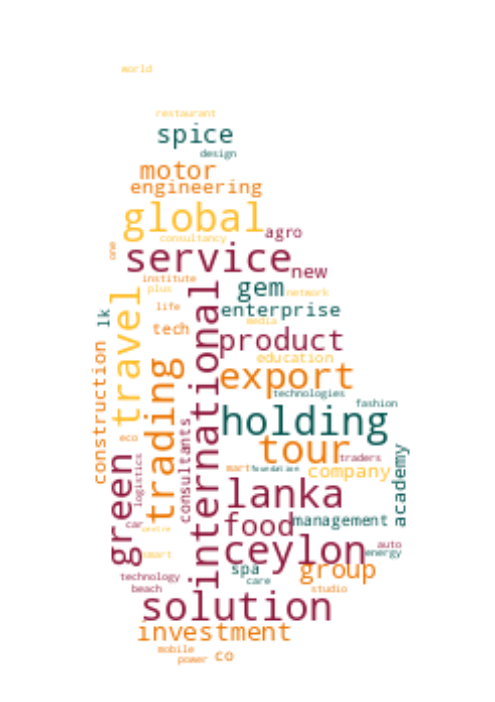 world
restaurant
spice
design
motor
engineering
global
agro
consultancy
one
service
new
institute
gem
plus
network
travel
international
life
enterprise
lk
media
tech
product
construction
education
trading
export
technologies
fashion
holding
consultants
tour
eco
traders
green
logistics
mart
foundation
company
academy
lanka
car
food
management
ceylon
auto
energy
smart
spa
group
technology
care
beach
studio
solution
investment
mobile
power
co